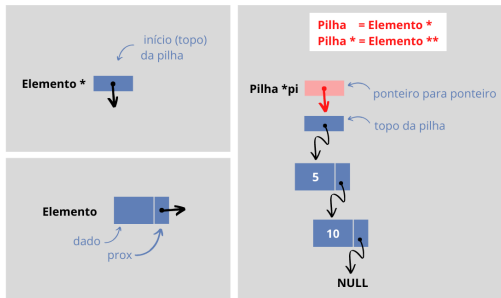 início (topo)
da pilha
Elemento *
Elemento
dado
prox
Pilha    = Elemento *
Pilha * = Elemento **
Pilha *pi
ponteiro para ponteiro
topo da pilha
5
10
NULL